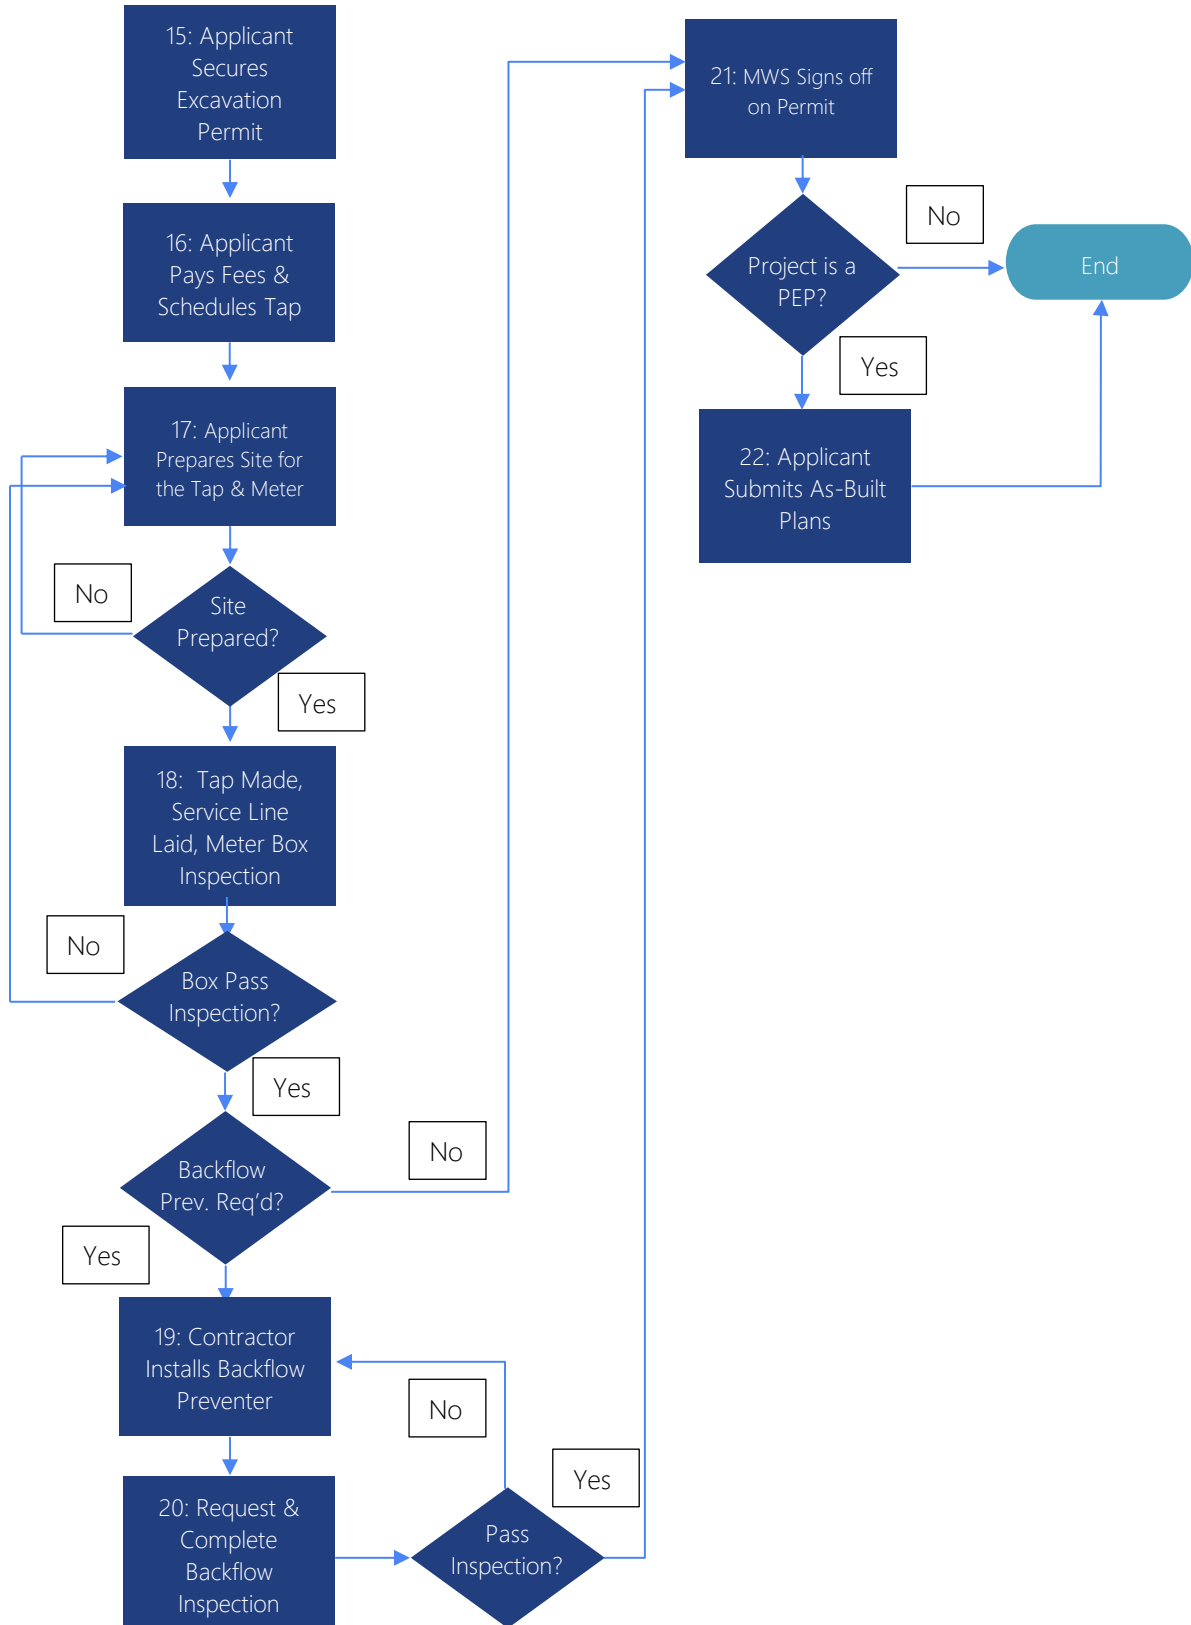 15: Applicant
Secures
Excavation
Permit
16: Applicant
Pays Fees &
Schedules Tap
17: Applicant
Prepares Site for
the Tap & Meter
No
Site
Prepared?
Yes
18: Tap Made,
Service Line
Laid, Meter Box
Inspection
No
Box Pass
Inspection?
Yes
Backflow
Prev. Req’d?
No
Yes
19: Contractor
Installs Backflow
Preventer
No
Yes
20: Request &
Complete
Backflow
Inspection
Pass
Inspection?
21: MWS Signs off
on Permit
No
Project is a
PEP?
End
Yes
22: Applicant
Submits As-Built
Plans